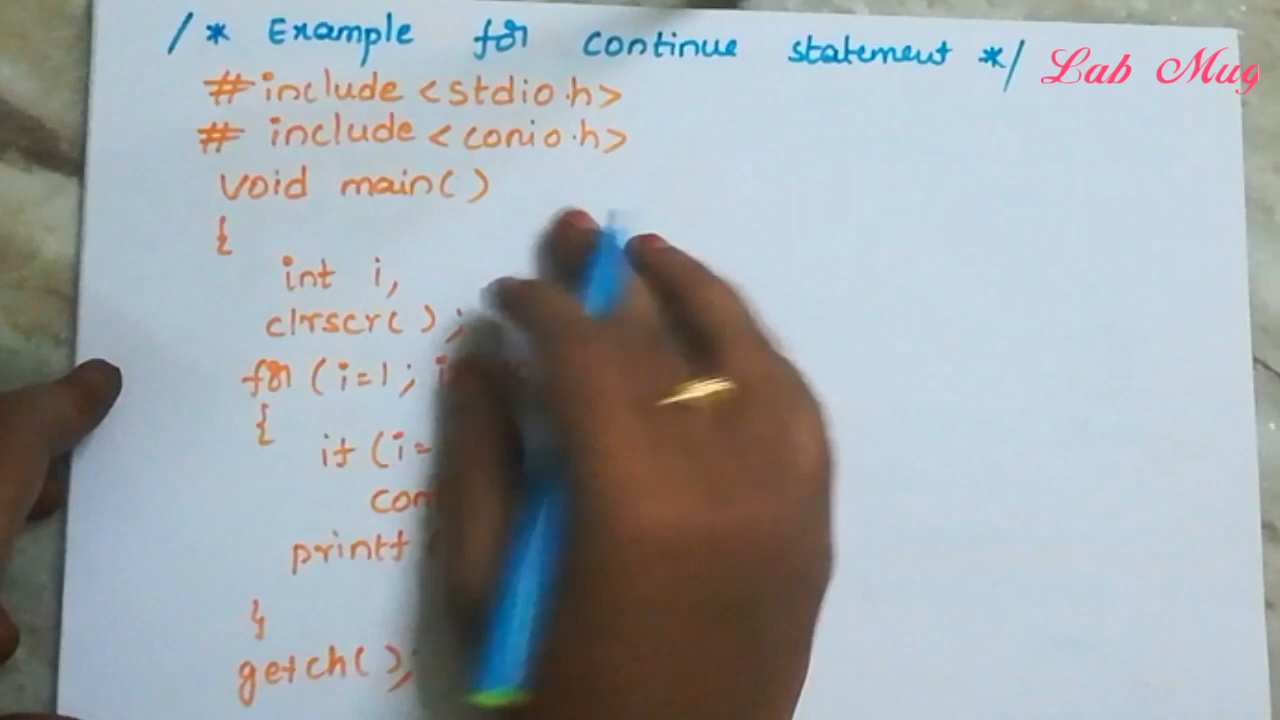 /* Example for continue statement */
Lab Mug
#include <stdio.h>
# include <conio.h>
void main()
{
int i,
clrscr();
for (i=1; i
{
if (i=
con
printf
}
getch();